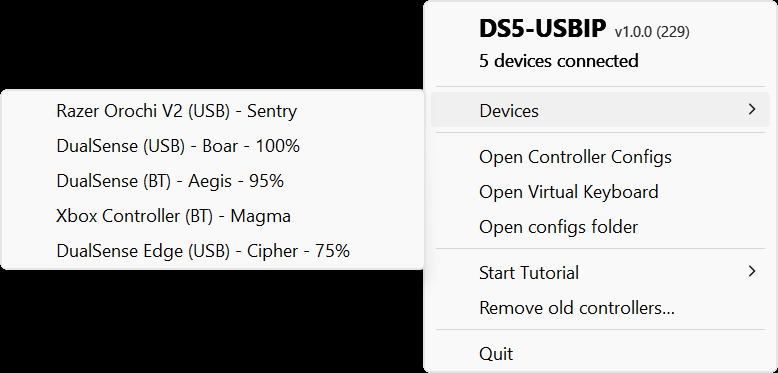 DS5-USBIP v1.0.0 (229)
5 devices connected
Devices
Razer Orochi V2 (USB) - Sentry
DualSense (USB) - Boar - 100%
DualSense (BT) - Aegis - 95%
Xbox Controller (BT) - Magma
DualSense Edge (USB) - Cipher - 75%
Open Controller Configs
Open Virtual Keyboard
Open configs folder
Start Tutorial
Remove old controllers...
Quit